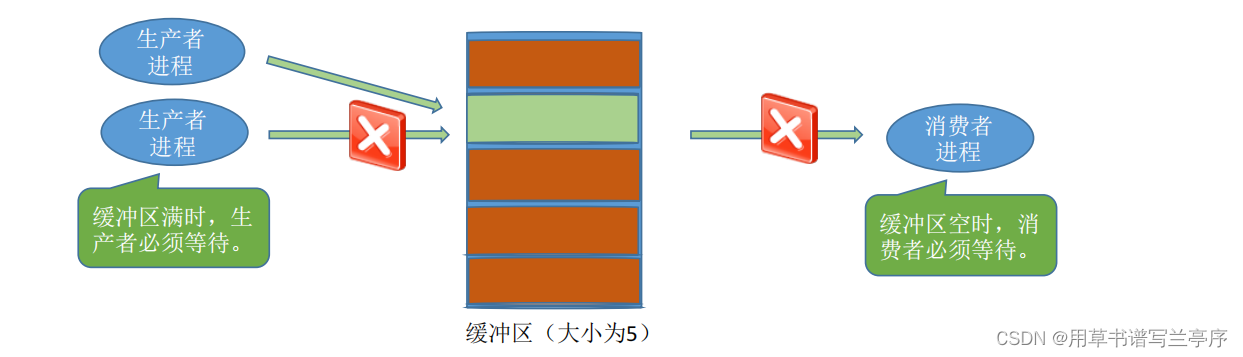 生产者
进程
生产者
进程
缓冲区满时，生
产者必须等待。
缓冲区（大小为5）
消费者
进程
缓冲区空时，消
费者必须等待。
CSDN @用草书谱写兰亭序